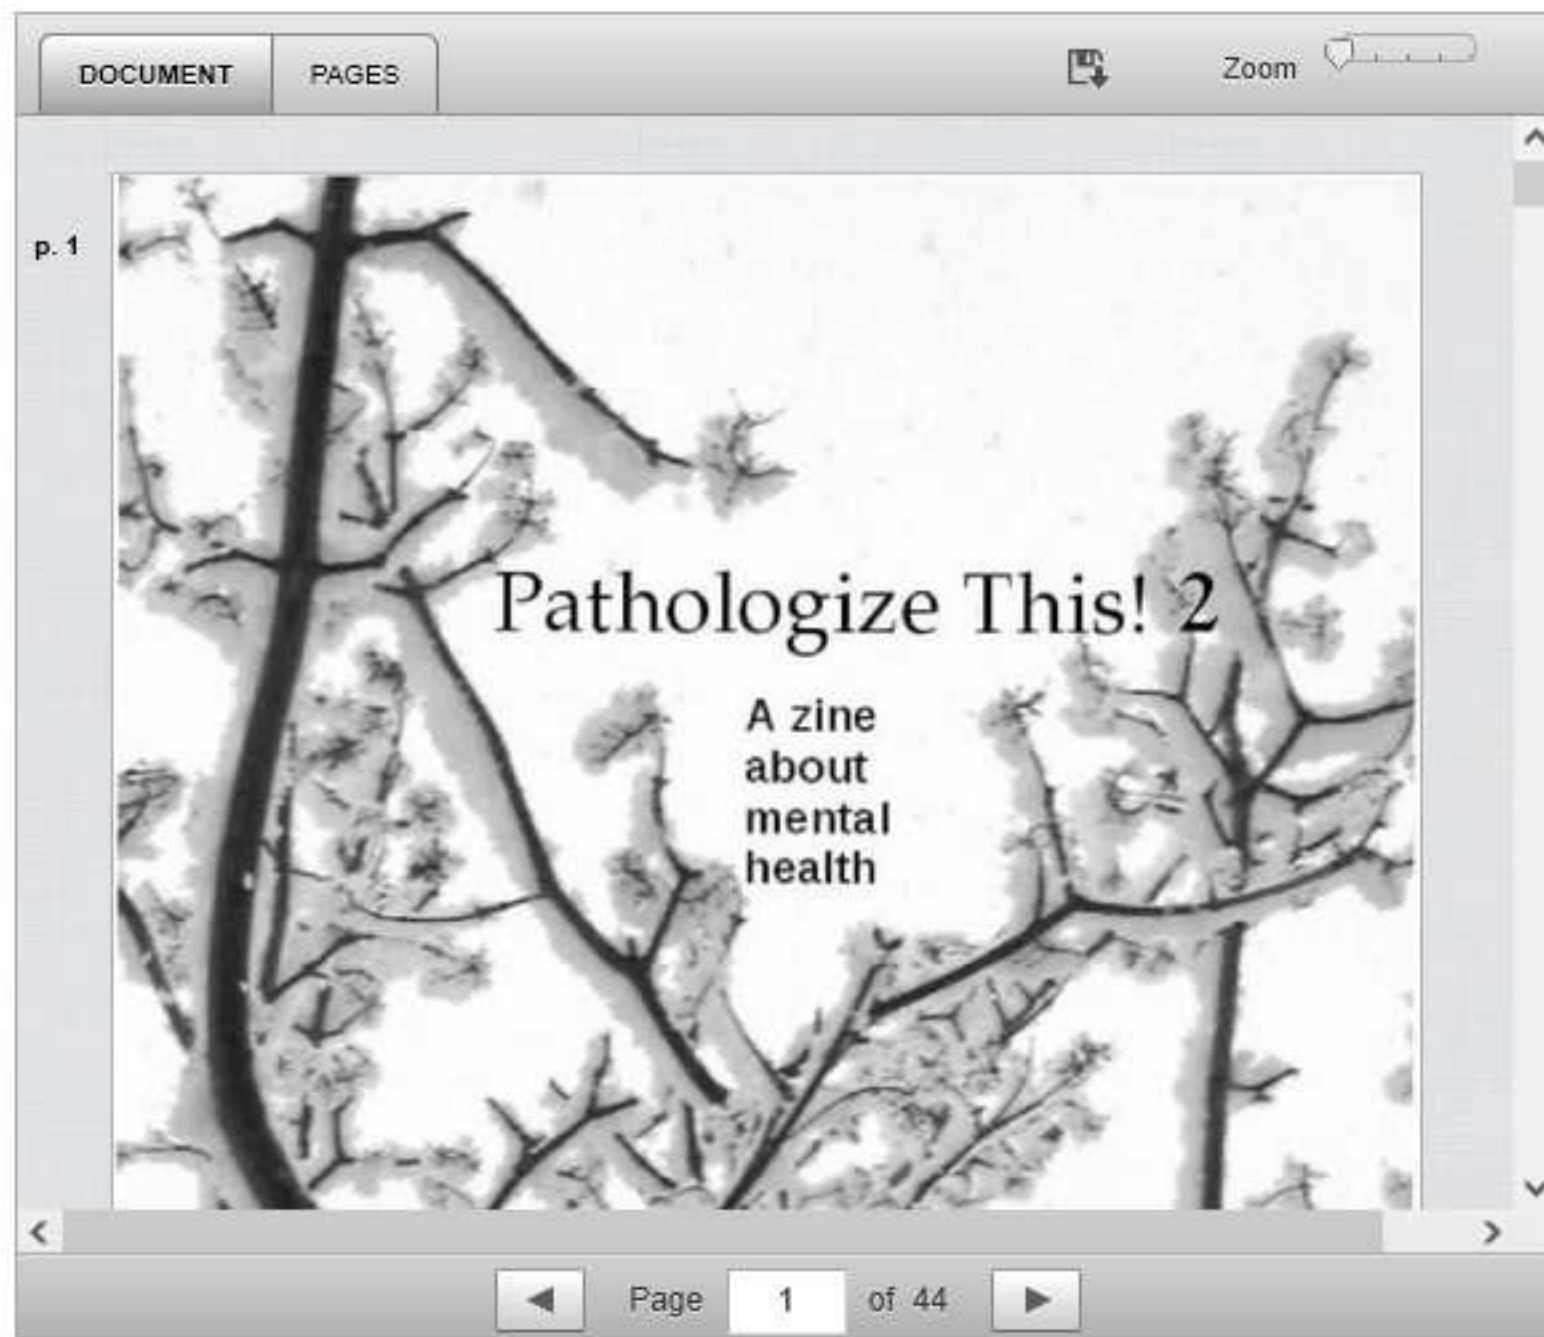 DOCUMENT PAGES Zoom
p. 1
Pathologize This! 2
A zine
about
mental
health
Page 1 of 44